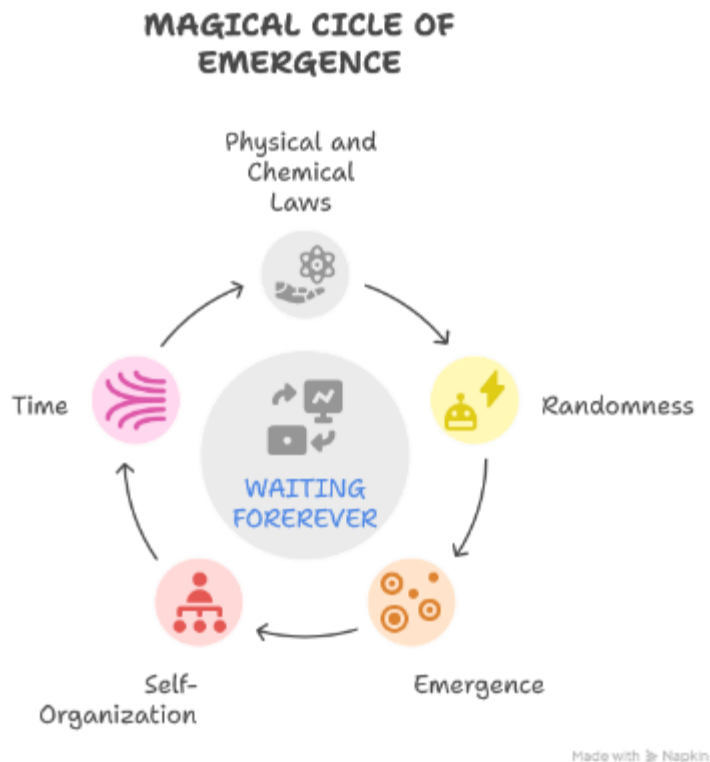 MAGICAL CICLE OF
EMERGENCE
Physical and
Chemical
Laws
Time
Randomness
WAITING
FOREREVER
Self-
Organization
Emergence
Made with Napkin